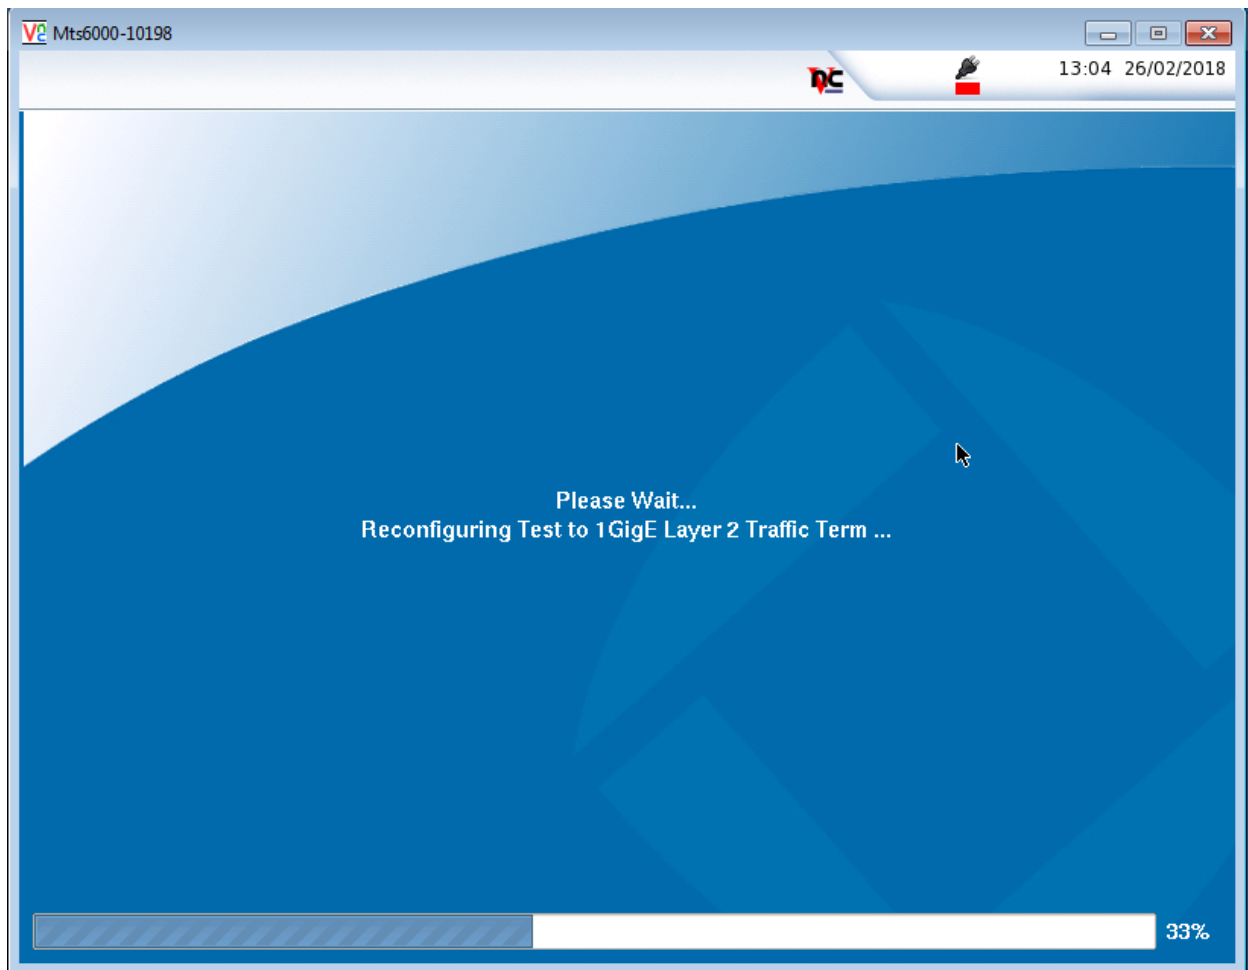 Mts6000-10198
13:04 26/02/2018
Please Wait...
Reconfiguring Test to 1GigE Layer 2 Traffic Term ...
33%